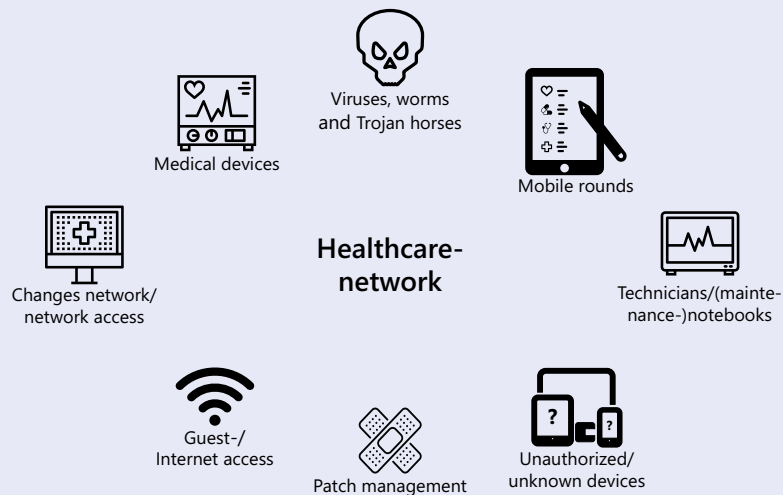 Viruses, worms
and Trojan horses
Medical devices
Mobile rounds
Healthcare-
network
Changes network/
network access
Technicians/(mainte-
nance-)notebooks
Guest-/
Internet access
? ?
Unauthorized/
unknown devices
Patch management